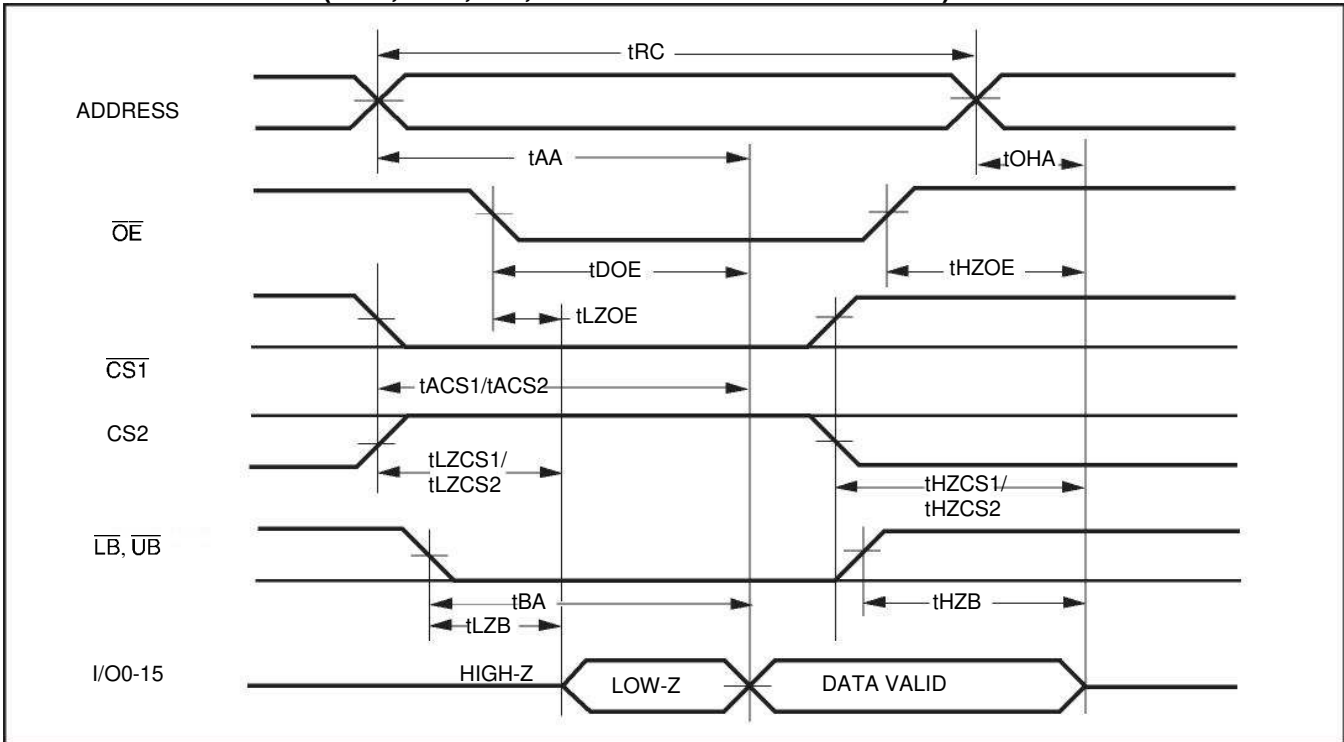 tRC
ADDRESS
tAA
tOHA
OE
tDOE
tHZOE
tLZOE
CS1
tACS1/tACS2
CS2
tLZCS1/
tLZCS2
tHZCS1/
tHZCS2
LB, UB
tBA
tHZB
tLZB
I/O0-15
HIGH-Z
LOW-Z
DATA VALID